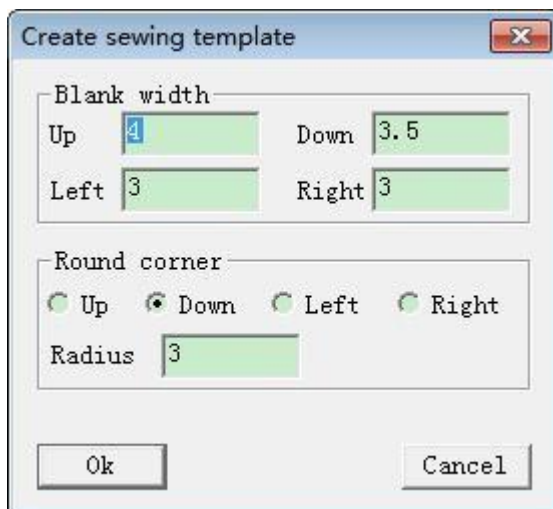 Create sewing template
Blank width
Up 4 Down 3.5
Left 3 Right 3
Round corner
Up Down Left Right
Radius 3
Ok Cancel